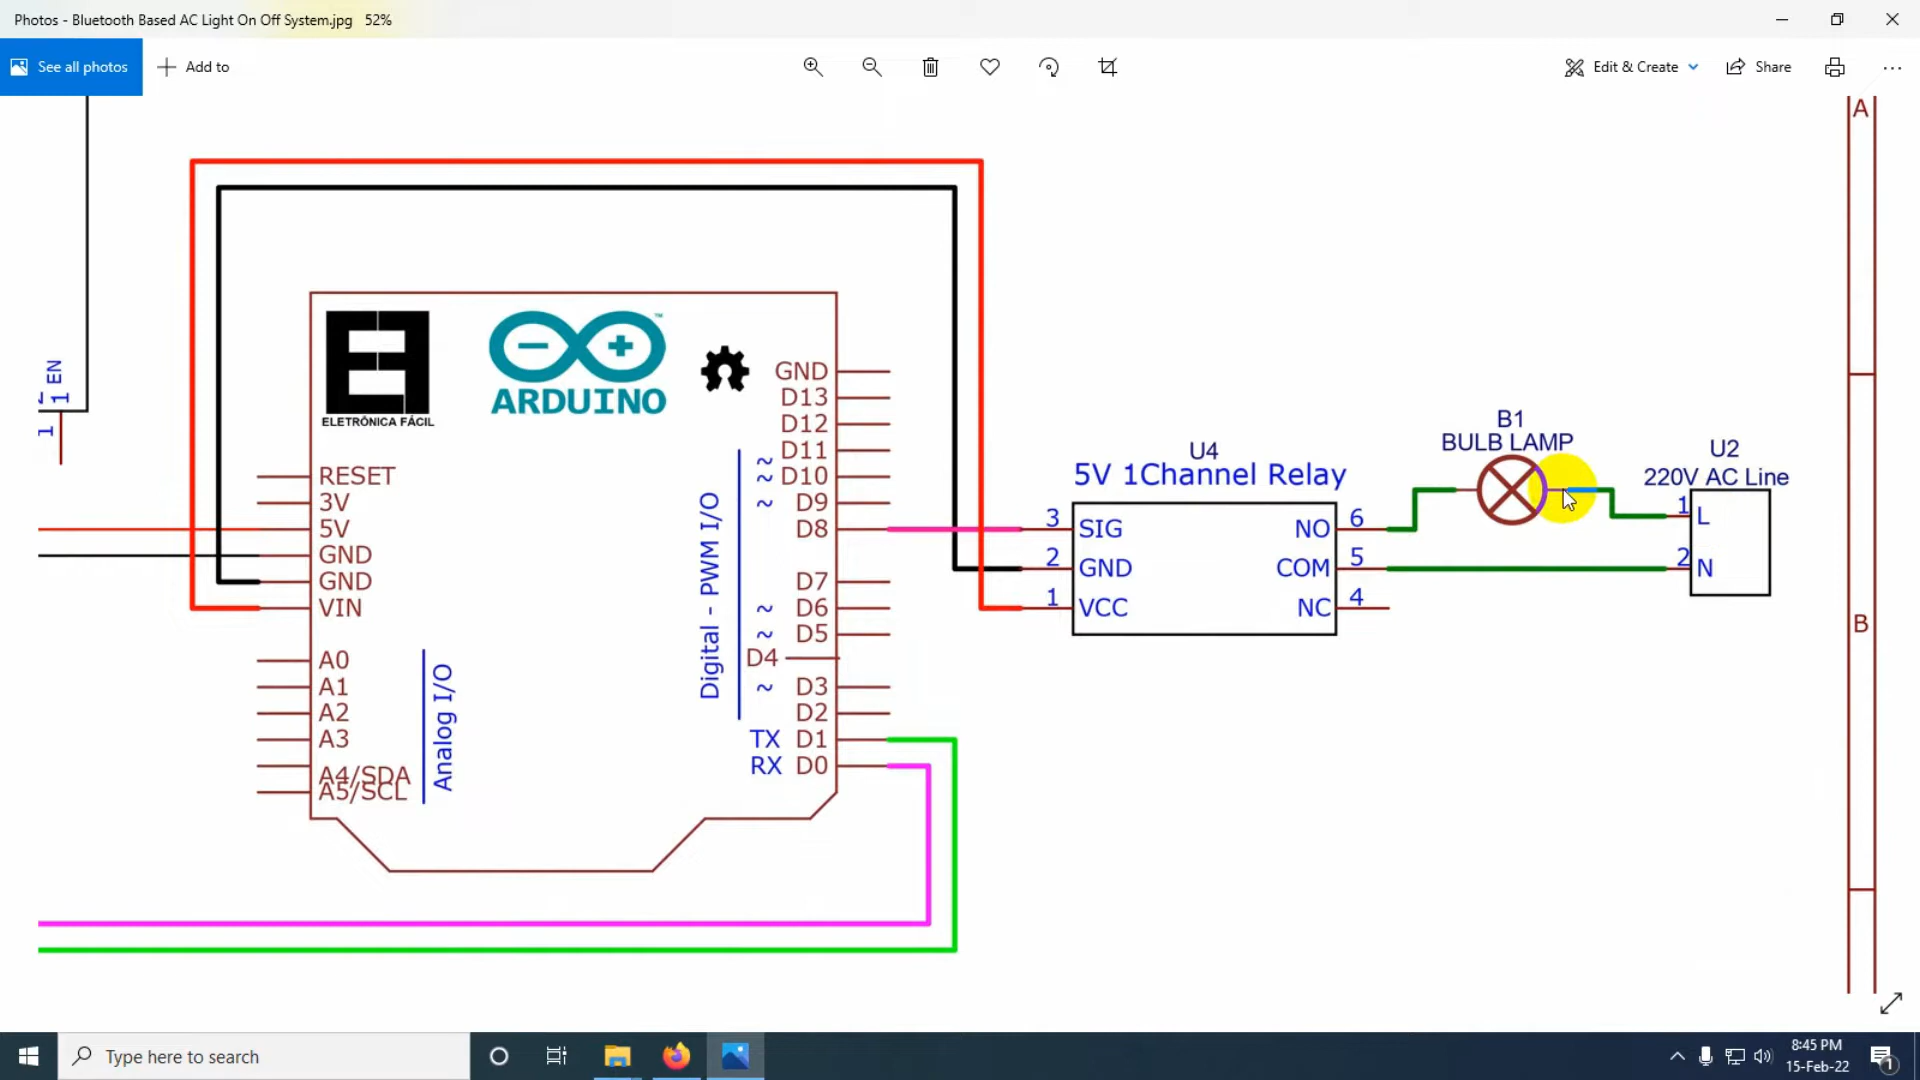 Photos - Bluetooth Based AC Light On Off System.jpg 52%
See all photos
Add to
Edit & Create
Share
A
EN
1
1
ELETRÔNICA FÁCIL
ARDUINO
™
RESET
3V
5V
GND
GND
VIN
A0
A1
A2
A3
A4/SDA
A5/SCL
Analog I/O
Digital - PWM I/O
GND
D13
D12
~ D11
~ D10
~ D9
D8
D7
~ D6
~ D5
D4
~ D3
D2
TX D1
RX D0
U4
5V 1Channel Relay
3 SIG
2 GND
1 VCC
NO 6
COM 5
NC 4
B1
BULB LAMP
U2
220V AC Line
1 L
2 N
B
Type here to search
8:45 PM
15-Feb-22
1